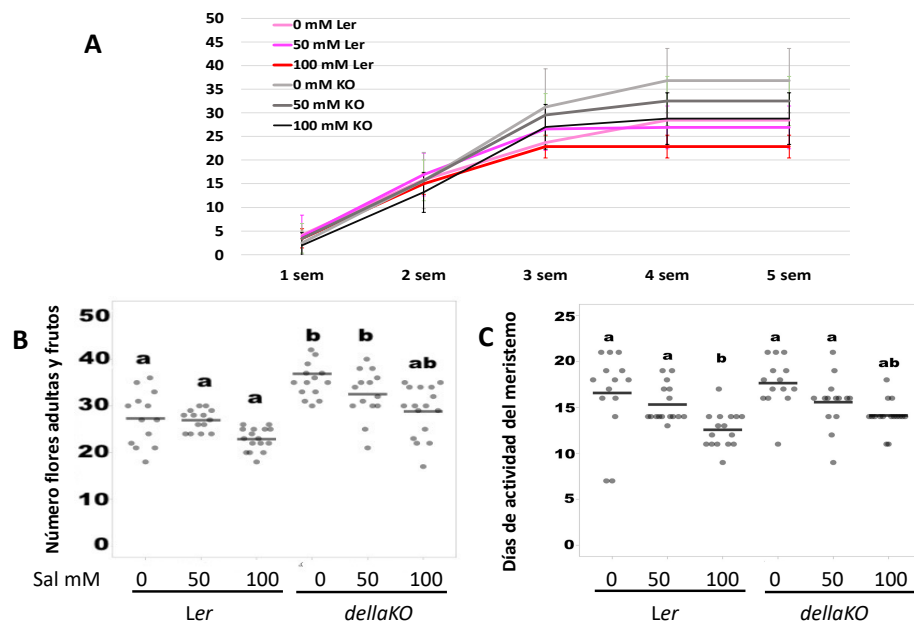 A
50
45
40
35
30
25
20
15
10
5
0
0 mM Ler
50 mM Ler
100 mM Ler
0 mM KO
50 mM KO
100 mM KO
1 sem 2 sem 3 sem 4 sem 5 sem
B
Número flores adultas y frutos
50
40
30
20
10
0
a a a b b ab
Sal mM 0 50 100 0 50 100
Ler dellaKO
C
Días de actividad del meristemo
25
20
15
10
5
0
a a b a a ab
0 50 100 0 50 100
Ler dellaKO